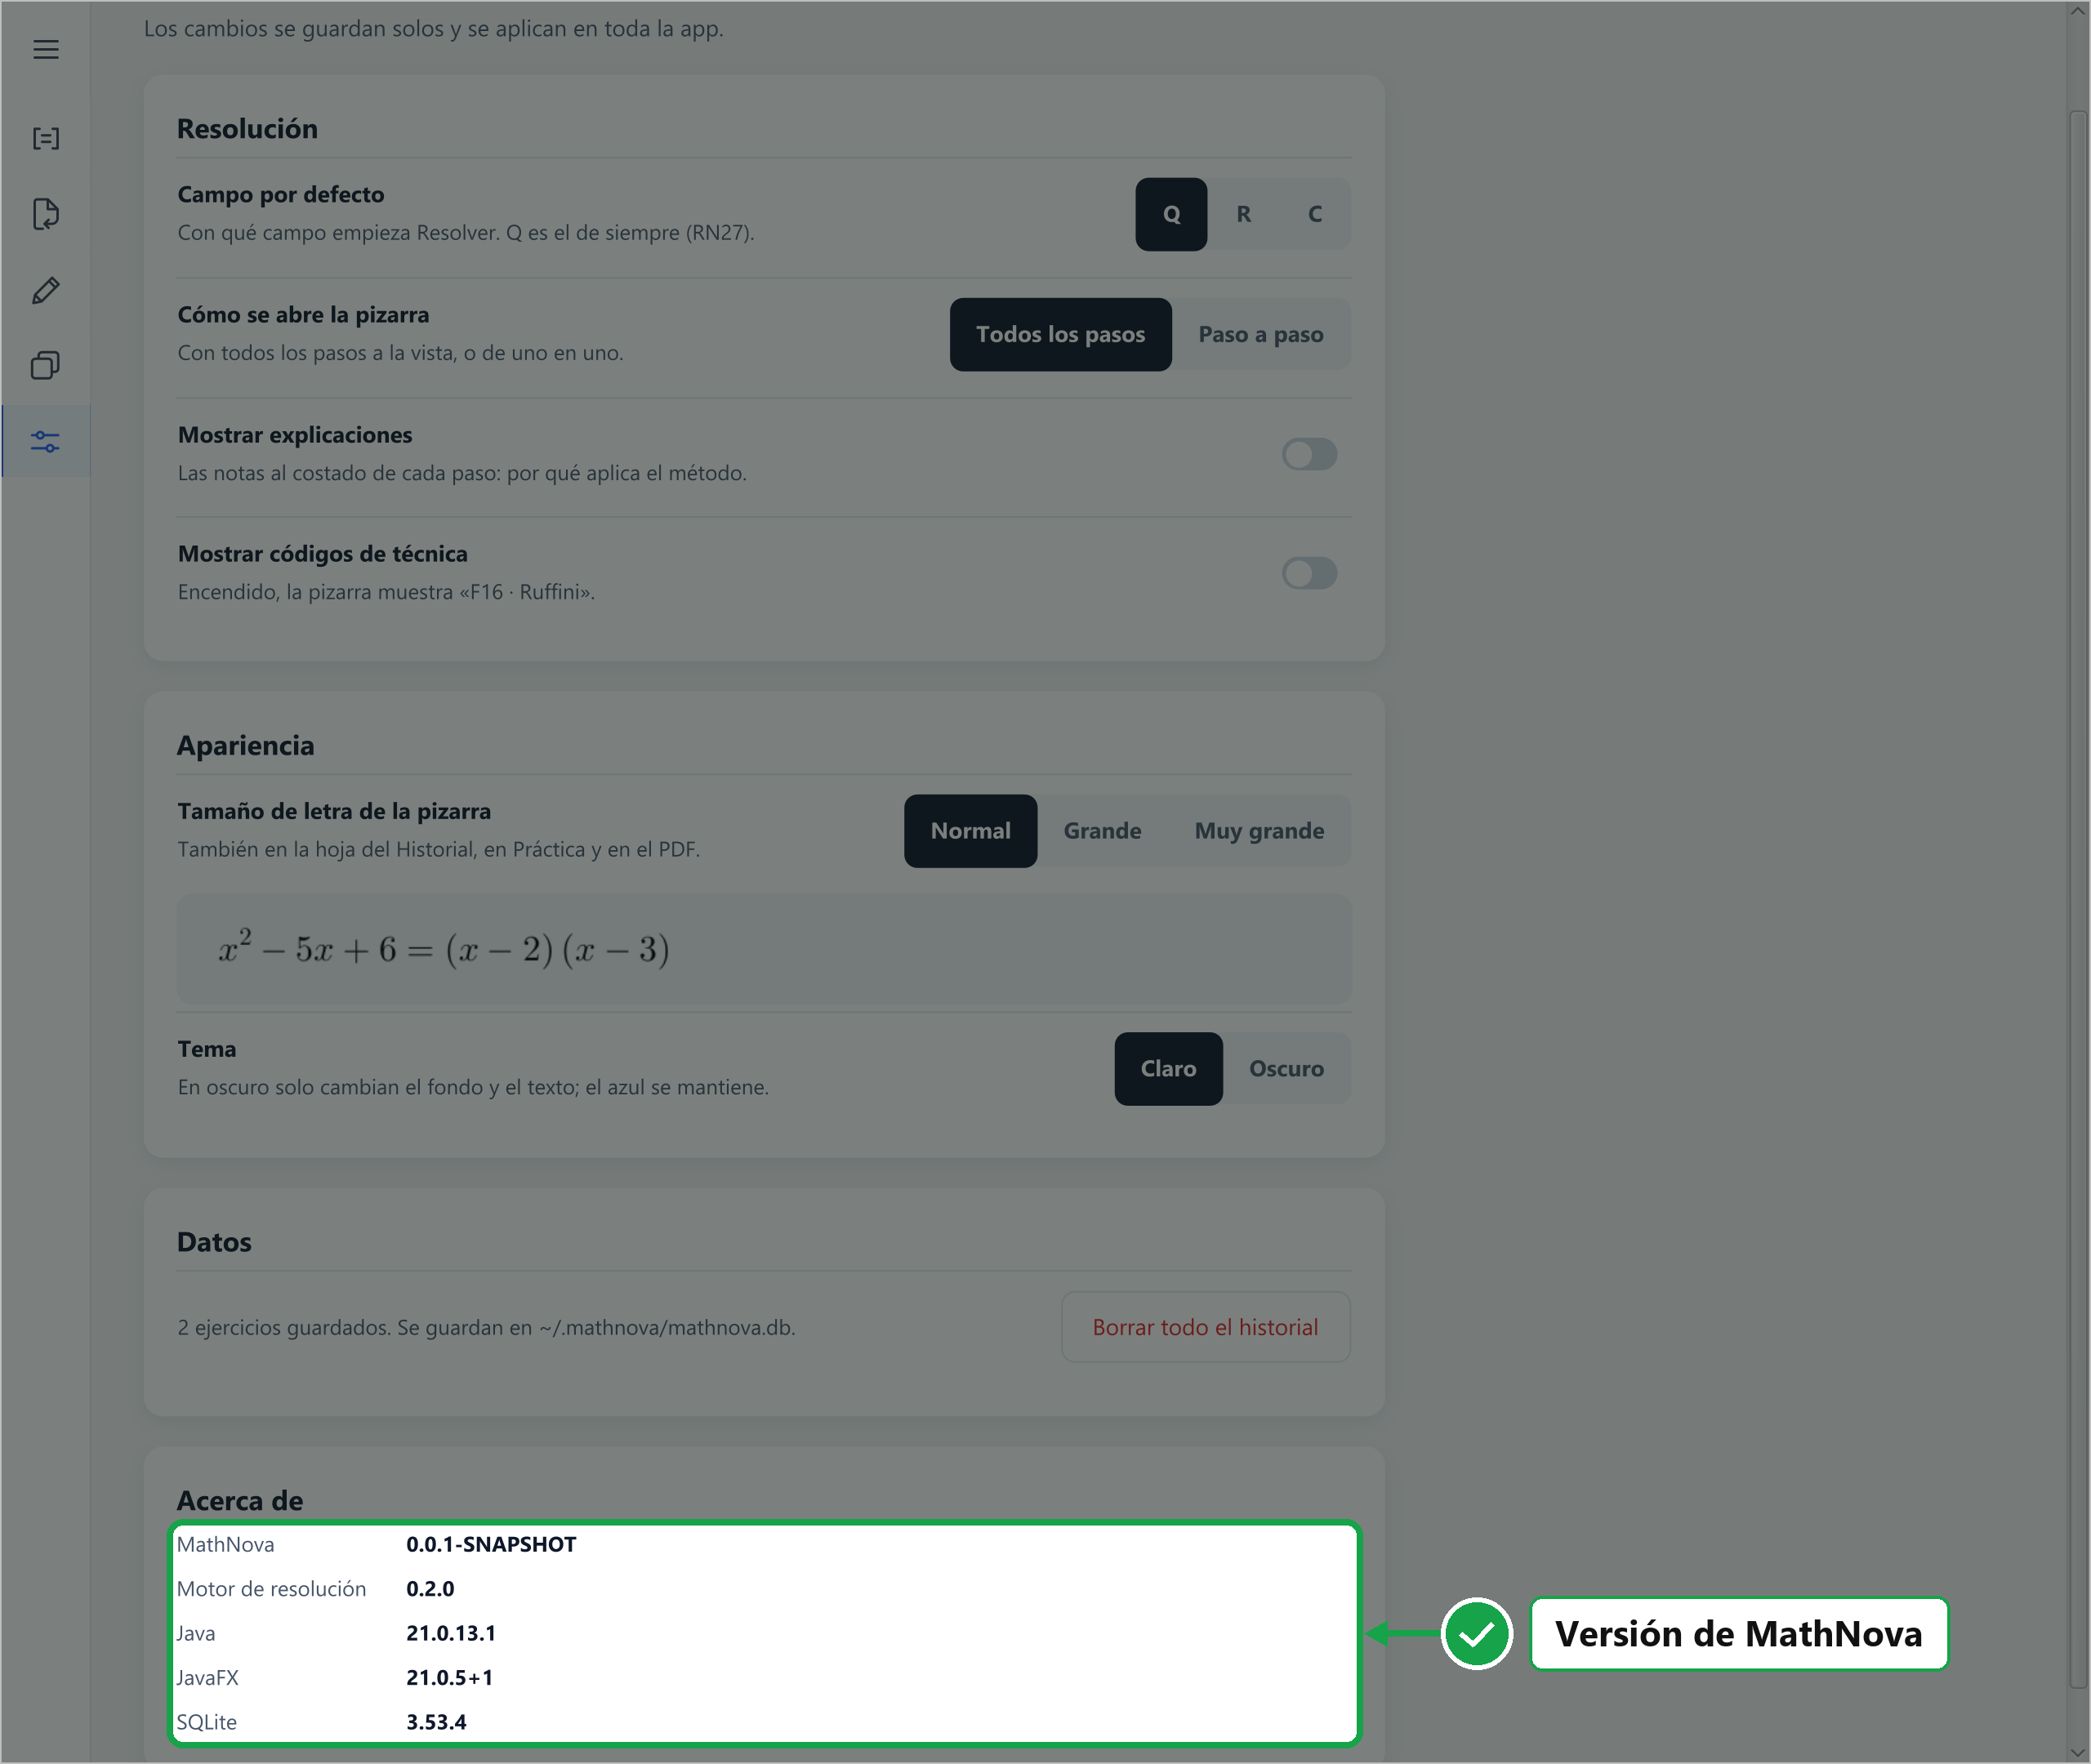 Los cambios se guardan solos y se aplican en toda la app.
Resolución
Campo por defecto
Con qué campo empieza Resolver. Q es el de siempre (RN27).
Q R C
Cómo se abre la pizarra
Con todos los pasos a la vista, o de uno en uno.
Todos los pasos Paso a paso
Mostrar explicaciones
Las notas al costado de cada paso: por qué aplica el método.
Mostrar códigos de técnica
Encendido, la pizarra muestra «F16 · Ruffini».
Apariencia
Tamaño de letra de la pizarra
También en la hoja del Historial, en Práctica y en el PDF.
Normal Grande Muy grande
x² − 5x + 6 = (x − 2) (x − 3)
Tema
En oscuro solo cambian el fondo y el texto; el azul se mantiene.
Claro Oscuro
Datos
2 ejercicios guardados. Se guardan en ~/.mathnova/mathnova.db.
Borrar todo el historial
Acerca de
MathNova 0.0.1-SNAPSHOT
Motor de resolución 0.2.0
Java 21.0.13.1
JavaFX 21.0.5+1
SQLite 3.53.4
Versión de MathNova